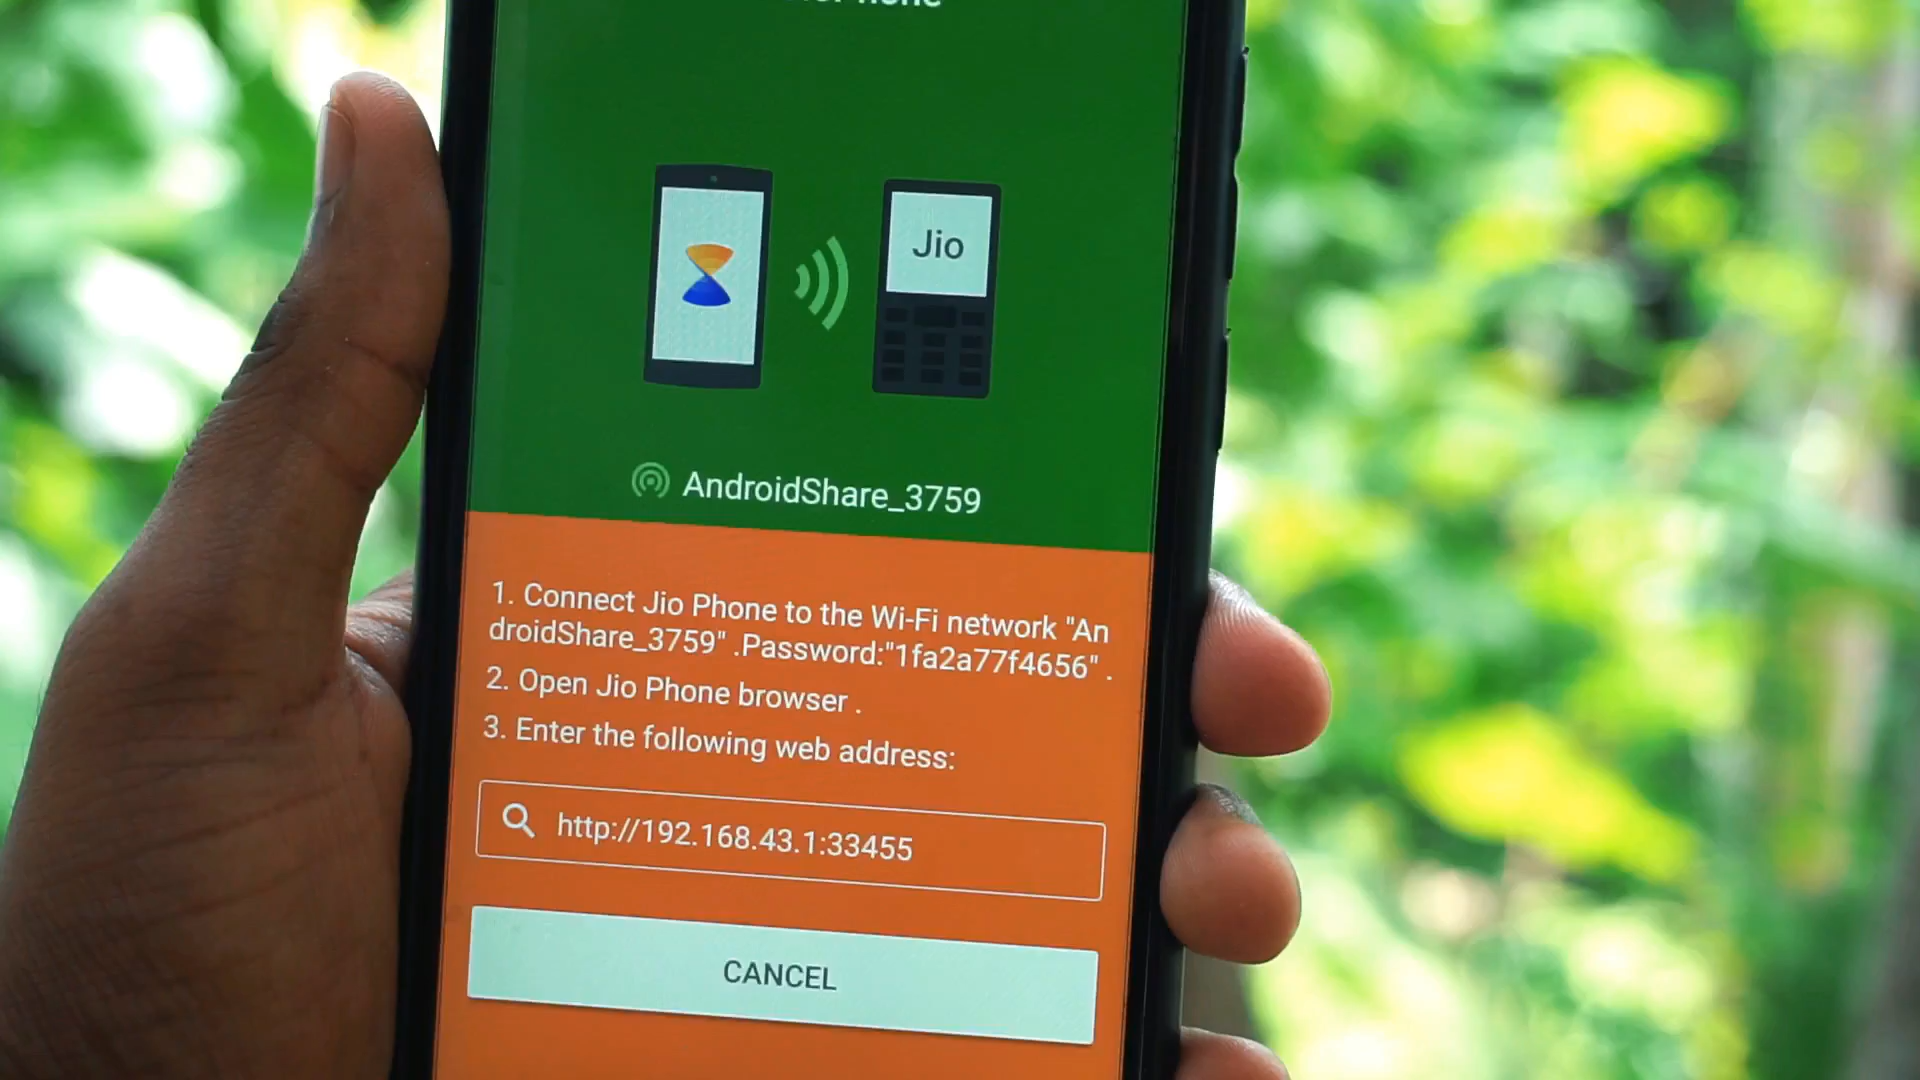 Jio
AndroidShare_3759
1. Connect Jio Phone to the Wi-Fi network "An
droidShare_3759" .Password:"1fa2a77f4656" .
2. Open Jio Phone browser .
3. Enter the following web address:
http://192.168.43.1:33455
CANCEL